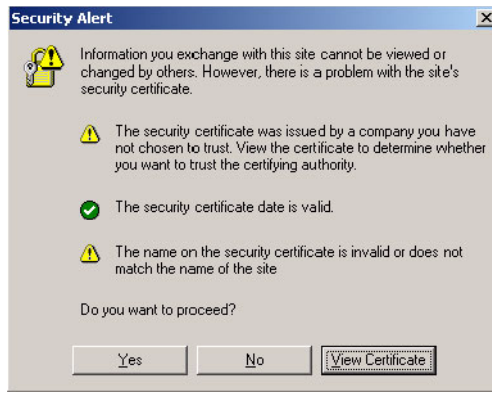 Security Alert
Information you exchange with this site cannot be viewed or
changed by others. However, there is a problem with the site's
security certificate.
The security certificate was issued by a company you have
not chosen to trust. View the certificate to determine whether
you want to trust the certifying authority.
The security certificate date is valid.
The name on the security certificate is invalid or does not
match the name of the site
Do you want to proceed?
Yes No View Certificate